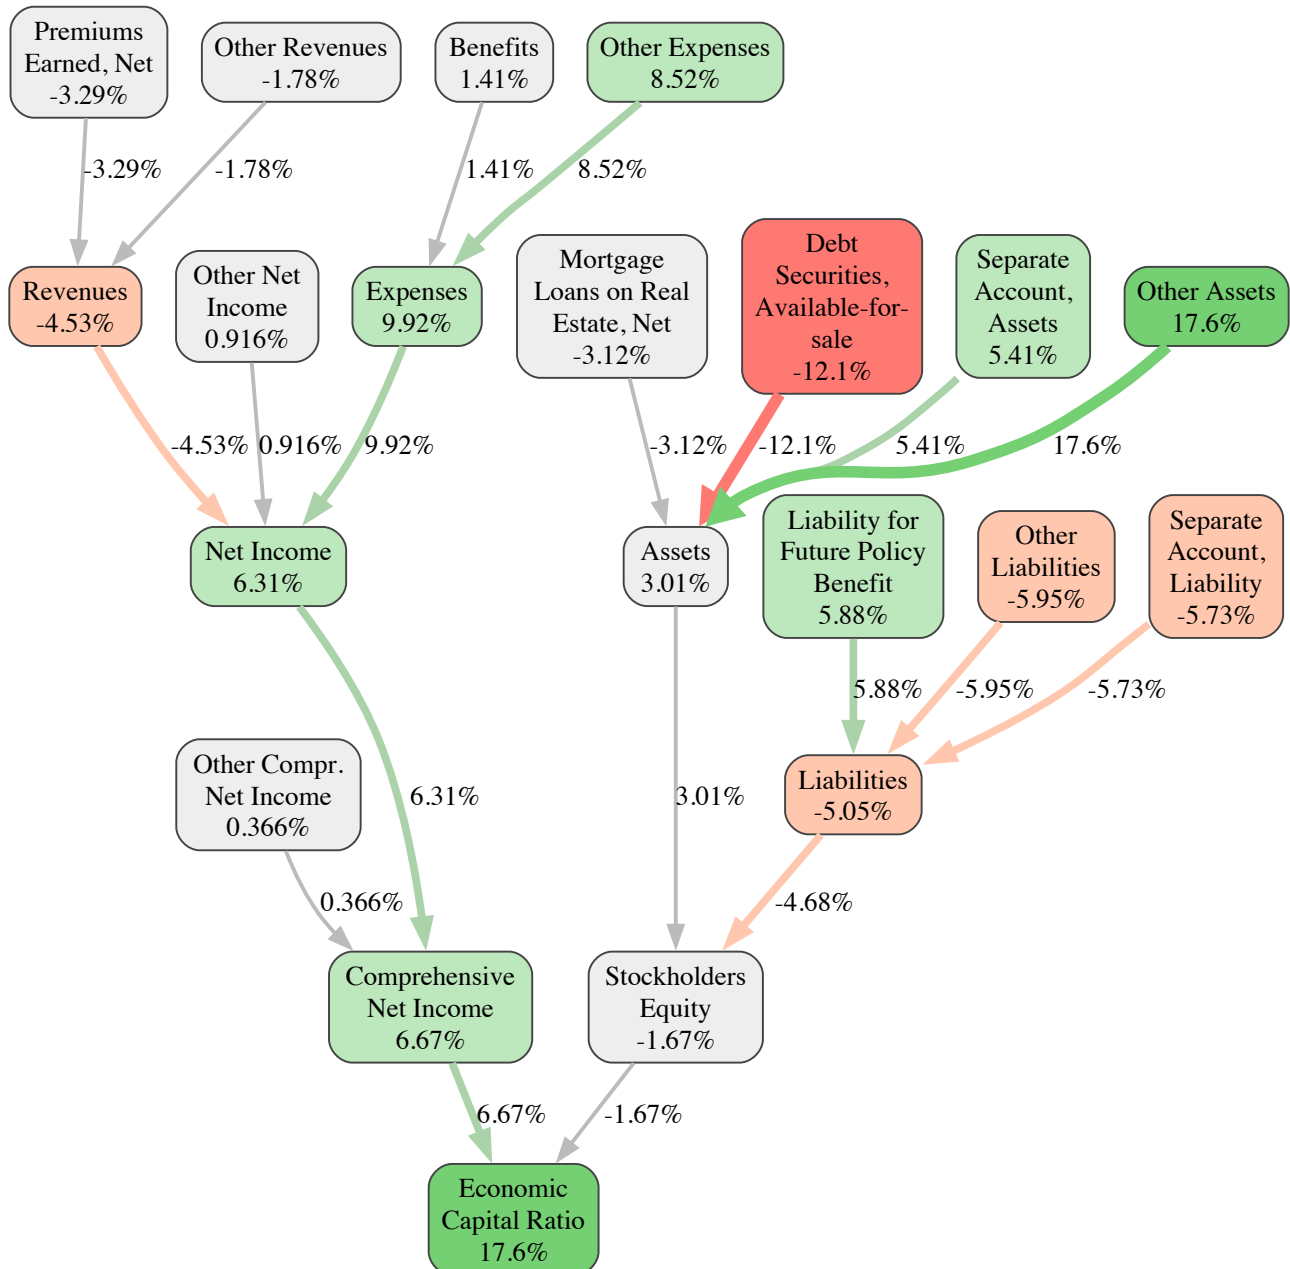 Premiums
Earned, Net
-3.29%
Other Revenues
-1.78%
Benefits
1.41%
Other Expenses
8.52%
-3.29%
-1.78%
1.41%
8.52%
Revenues
-4.53%
Other Net
Income
0.916%
Expenses
9.92%
Mortgage
Loans on Real
Estate, Net
-3.12%
Debt
Securities,
Available-for-
sale
-12.1%
Separate
Account,
Assets
5.41%
Other Assets
17.6%
-4.53%
0.916%
9.92%
-3.12%
-12.1%
5.41%
17.6%
Net Income
6.31%
Assets
3.01%
Liability for
Future Policy
Benefit
5.88%
Other
Liabilities
-5.95%
Separate
Account,
Liability
-5.73%
5.88%
-5.95%
-5.73%
Other Compr.
Net Income
0.366%
6.31%
3.01%
Liabilities
-5.05%
0.366%
-4.68%
Comprehensive
Net Income
6.67%
Stockholders
Equity
-1.67%
6.67%
-1.67%
Economic
Capital Ratio
17.6%